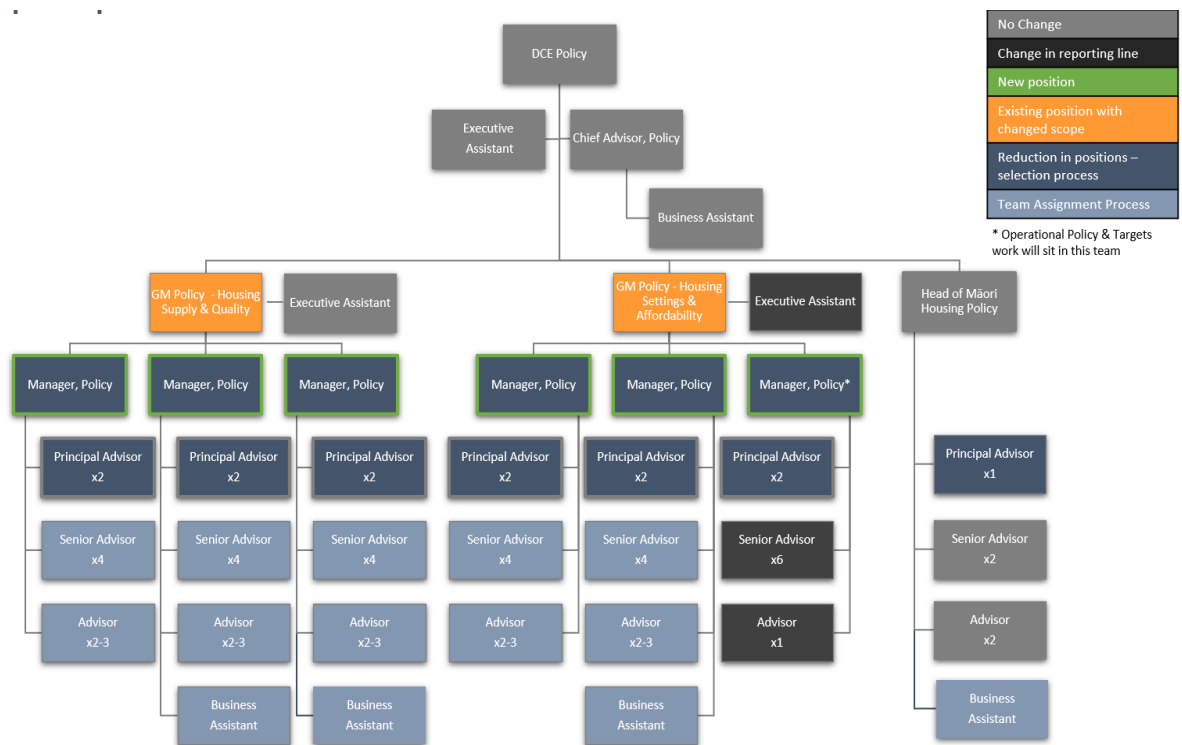 DCE Policy
Executive
Assistant
Chief Advisor, Policy
Business Assistant
No Change
Change in reporting line
New position
Existing position with
changed scope
Reduction in positions –
selection process
Team Assignment Process
* Operational Policy & Targets
work will sit in this team
GM Policy - Housing
Supply & Quality
Executive Assistant
GM Policy - Housing
Settings &
Affordability
Executive Assistant
Head of Māori
Housing Policy
Manager, Policy
Manager, Policy
Manager, Policy
Manager, Policy
Manager, Policy
Manager, Policy*
Principal Advisor
x2
Principal Advisor
x2
Principal Advisor
x2
Principal Advisor
x2
Principal Advisor
x2
Principal Advisor
x2
Principal Advisor
x1
Senior Advisor
x4
Senior Advisor
x4
Senior Advisor
x4
Senior Advisor
x4
Senior Advisor
x4
Senior Advisor
x6
Senior Advisor
x2
Advisor
x2-3
Advisor
x2-3
Advisor
x2-3
Advisor
x2-3
Advisor
x2-3
Advisor
x1
Advisor
x2
Business
Assistant
Business
Assistant
Business
Assistant
Business
Assistant